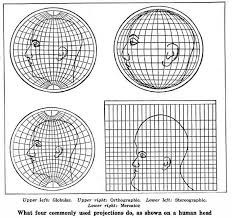 Upper left: Globular. Upper right: Orthographic. Lower left: Stereographic.
Lower right: Mercator
What four commonly used projections do, as shown on a human head